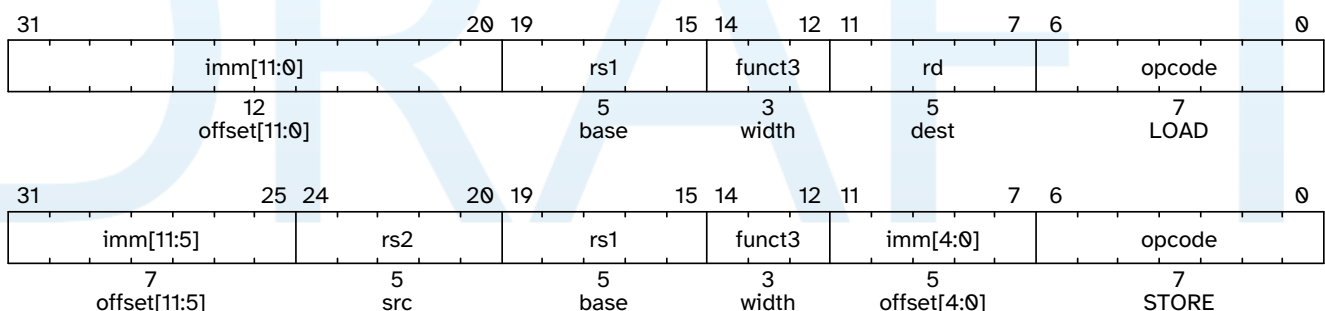 DRAFT
31 20 19 15 14 12 11 7 6 0
imm[11:0] rs1 funct3 rd opcode
12 5 3 5 7
offset[11:0] base width dest LOAD
31 25 24 20 19 15 14 12 11 7 6 0
imm[11:5] rs2 rs1 funct3 imm[4:0] opcode
7 5 5 3 5 7
offset[11:5] src base width offset[4:0] STORE